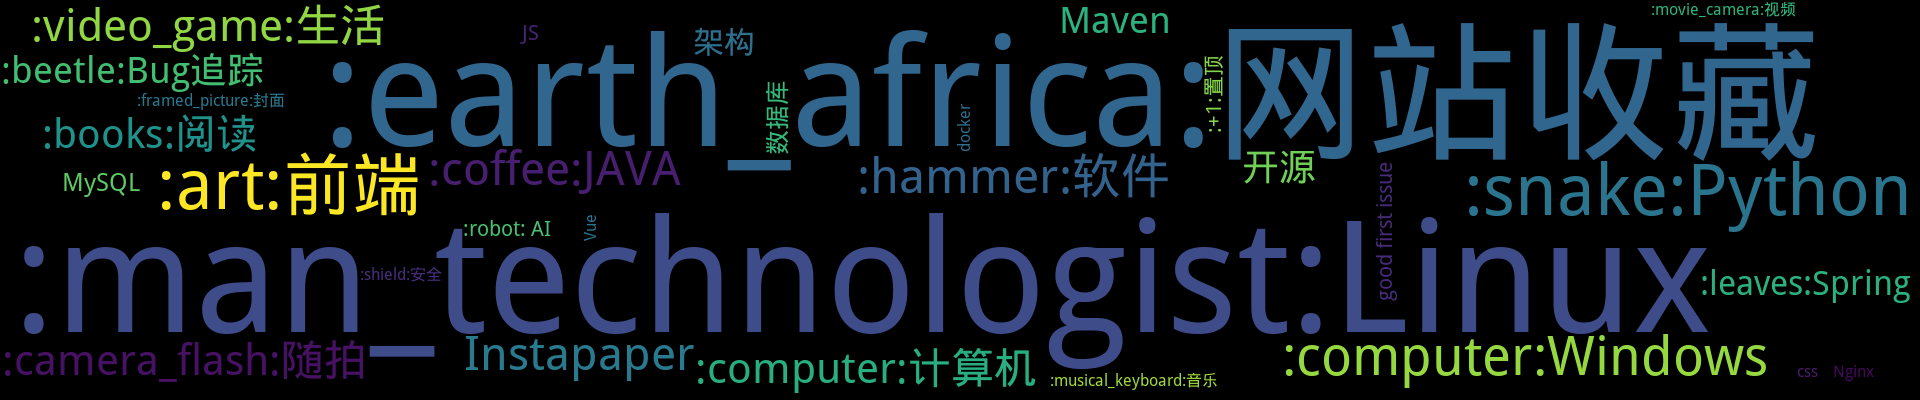 :video_game:生活
JS
架构
Maven
:movie_camera:视频
:beetle:Bug追踪
:earth_africa:网站收藏
:framed_picture:封面
数据库
docker
:+1:置顶
:books:阅读
MySQL
:art:前端
:coffee:JAVA
:hammer:软件
开源
good first issue
:snake:Python
:robot: AI
Vue
:shield:安全
:man_technologist:Linux
:leaves:Spring
:camera_flash:随拍
Instapaper
:computer:计算机
:musical_keyboard:音乐
:computer:Windows
css
Nginx